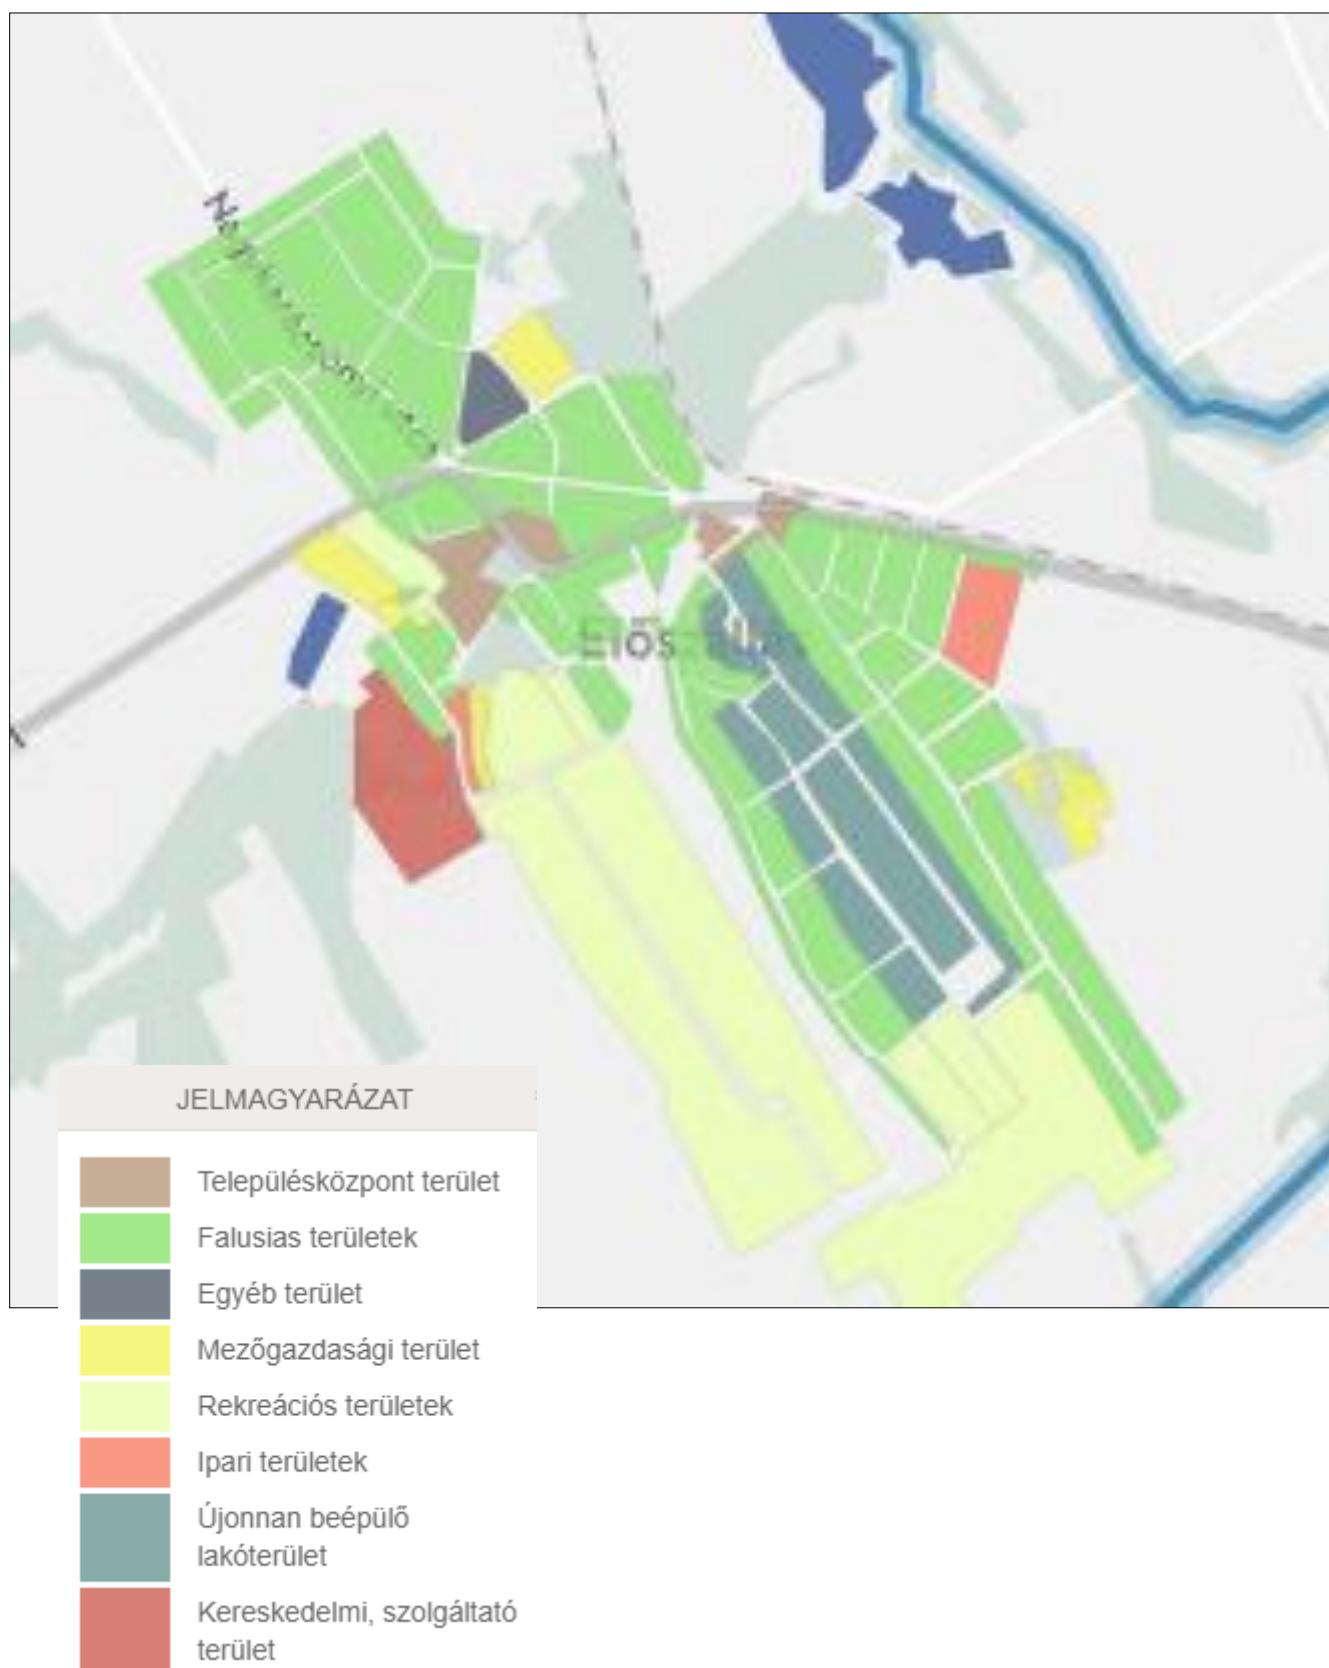 JELMAGYARÁZAT
Településközpont terület
Falusias területek
Egyéb terület
Mezőgazdasági terület
Rekreációs területek
Ipari területek
Újonnan beépülő
lakóterület
Kereskedelmi, szolgáltató
terület